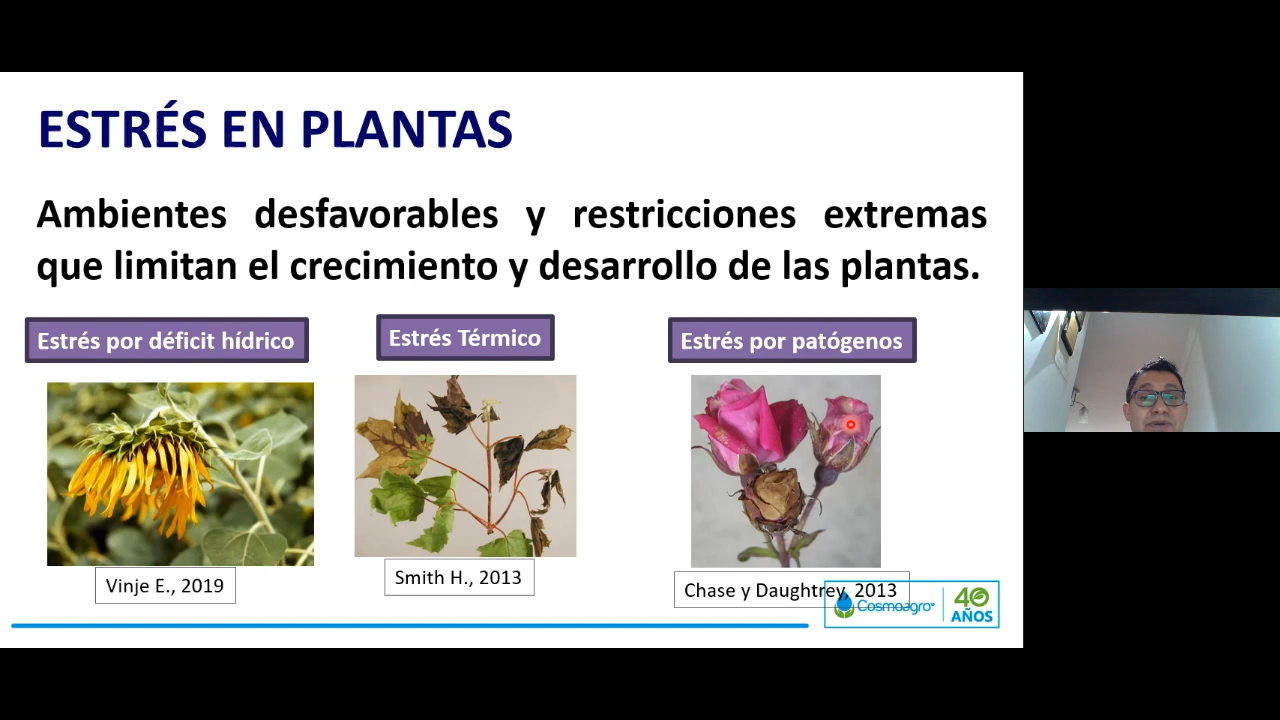 ESTRÉS EN PLANTAS
Ambientes desfavorables y restricciones extremas
que limitan el crecimiento y desarrollo de las plantas.
Estrés por déficit hídrico
Estrés Térmico
Estrés por patógenos
Vinje E., 2019
Smith H., 2013
Chase y Daughtrey, 2013
Cosmoagro
40
AÑOS